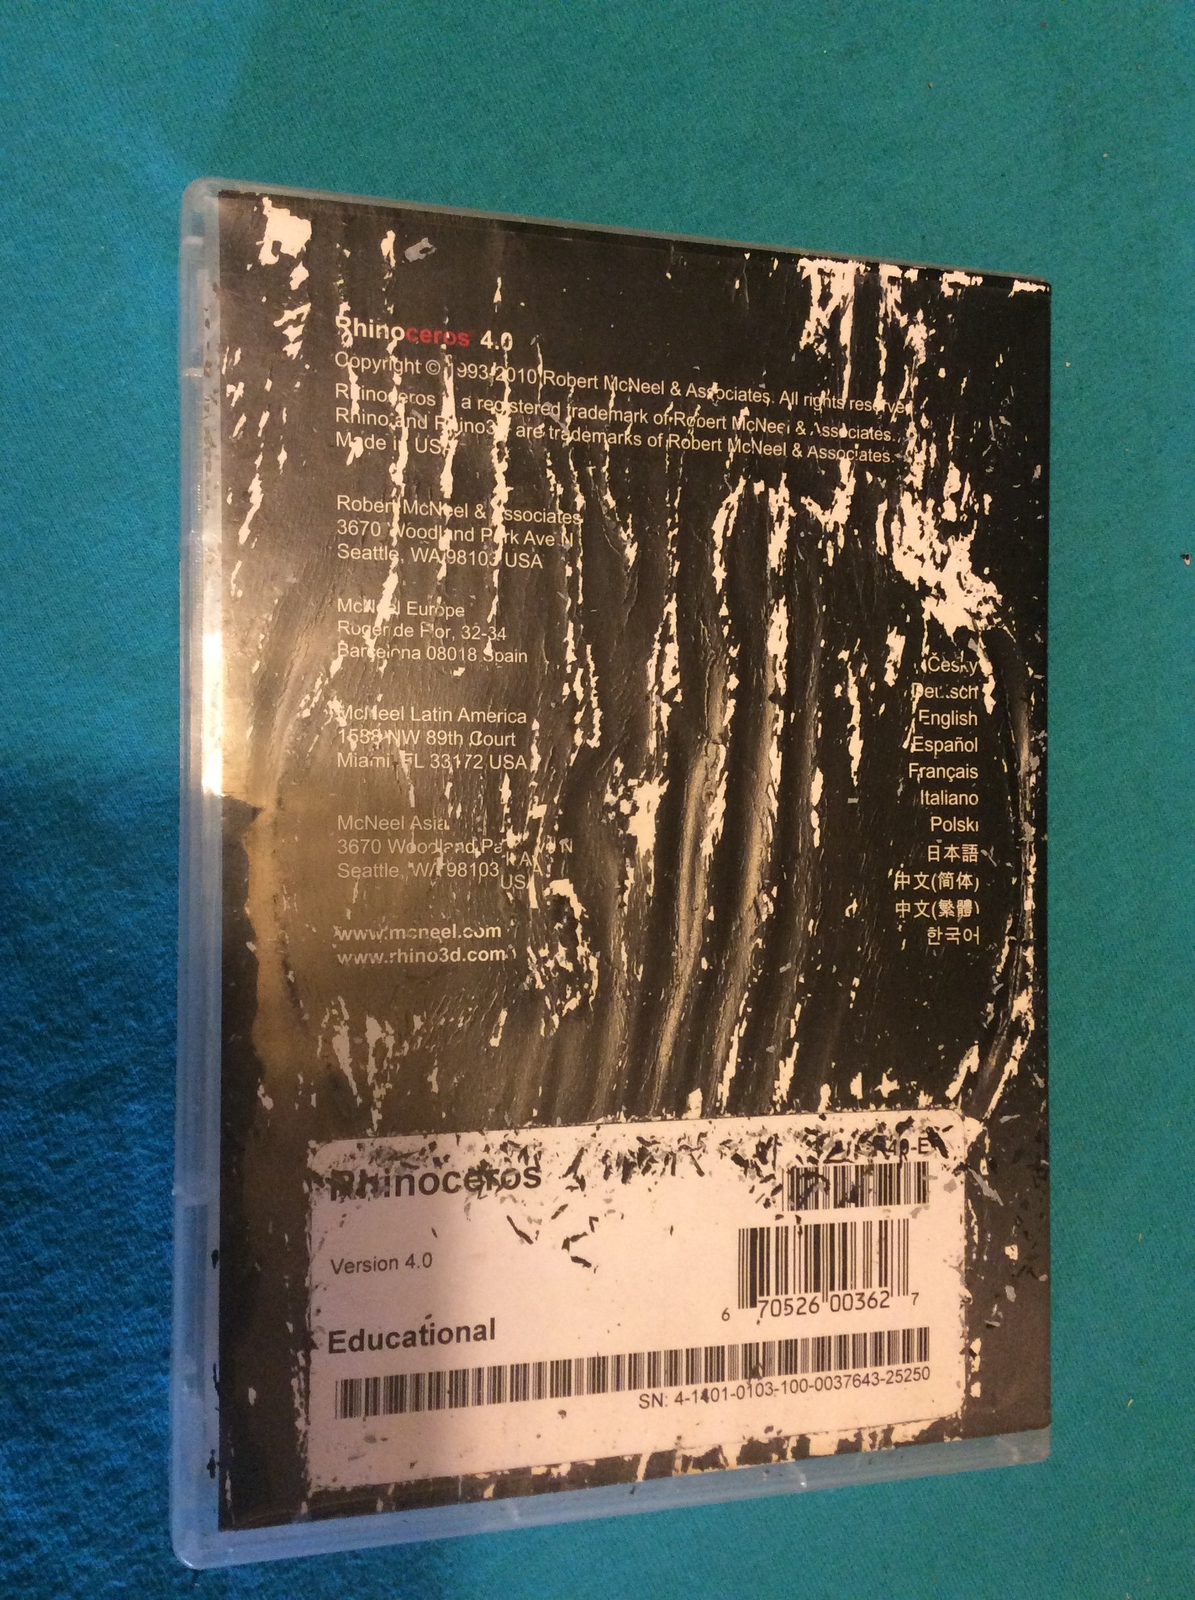 Rhinoceros 4.0
Copyright © 1993-2010 Robert McNeel & Associates. All rights reserved
Rhinoceros is a registered trademark of Robert McNeel & Associates.
Rhino and Rhino3D are trademarks of Robert McNeel & Associates.
Made in USA
Robert McNeel & Associates
3670 Woodland Park Ave N
Seattle, WA 98103 USA
McNeel Europe
Roger de Flor, 32-34
Barcelona 08018 Spain
McNeel Latin America
1538 NW 89th Court
Miami, FL 33172 USA
McNeel Asia
3670 Woodland Park Ave N
Seattle, WA 98103
USA
www.mcneel.com
www.rhino3d.com
Česky
Deutsch
English
Español
Français
Italiano
Polski
日本語
中文(简体)
中文(繁體)
한국어
Rhinoceros
Version 4.0
Educational
6 70526 00362 7
SN: 4-1401-0103-100-0037643-25250